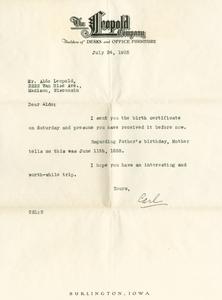 The Leopold Company
Builders of DESKS and OFFICE FURNITURE
July 24, 1935
Mr. Aldo Leopold,
2222 Van Hise Ave.,
Madison, Wisconsin
Dear Aldo:
I sent you the birth certificate
on Saturday and presume you have received it before now.
Regarding Father's birthday, Mother
tells me this was June 11th, 1858.
I hope you have an interesting and
worth-while trip.
Yours,
Carl
BURLINGTON, IOWA